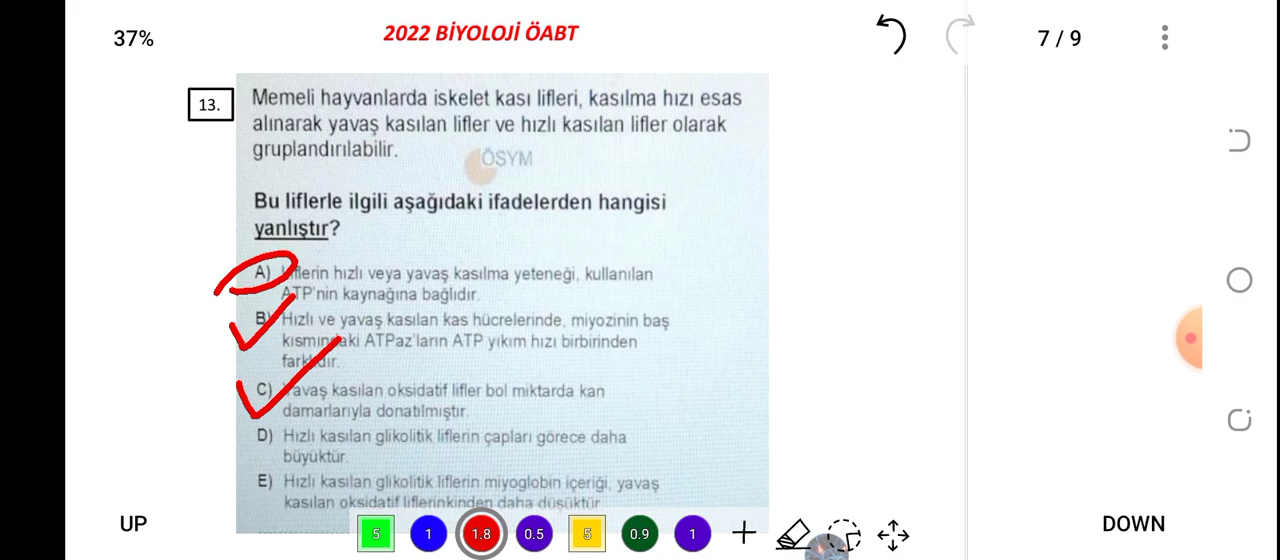 37%
2022 BİYOLOJİ ÖABT
7 / 9
13.
Memeli hayvanlarda iskelet kası lifleri, kasılma hızı esas
alınarak yavaş kasılan lifler ve hızlı kasılan lifler olarak
gruplandırılabilir.
ÖSYM
Bu liflerle ilgili aşağıdaki ifadelerden hangisi
yanlıştır?
A) Liflerin hızlı veya yavaş kasılma yeteneği, kullanılan
ATP'nin kaynağına bağlıdır.
B) Hızlı ve yavaş kasılan kas hücrelerinde, miyozinin baş
kısmındaki ATPaz'ların ATP yıkım hızı birbirinden
farklıdır.
C) Yavaş kasılan oksidatif lifler bol miktarda kan
damarlarıyla donatılmıştır.
D) Hızlı kasılan glikolitik liflerin çapları görece daha
büyüktür.
E) Hızlı kasılan glikolitik liflerin miyoglobin içeriği, yavaş
kasılan oksidatif liflerinkinden daha düşüktür.
UP
5
1
1.8
0.5
5
0.9
1
DOWN